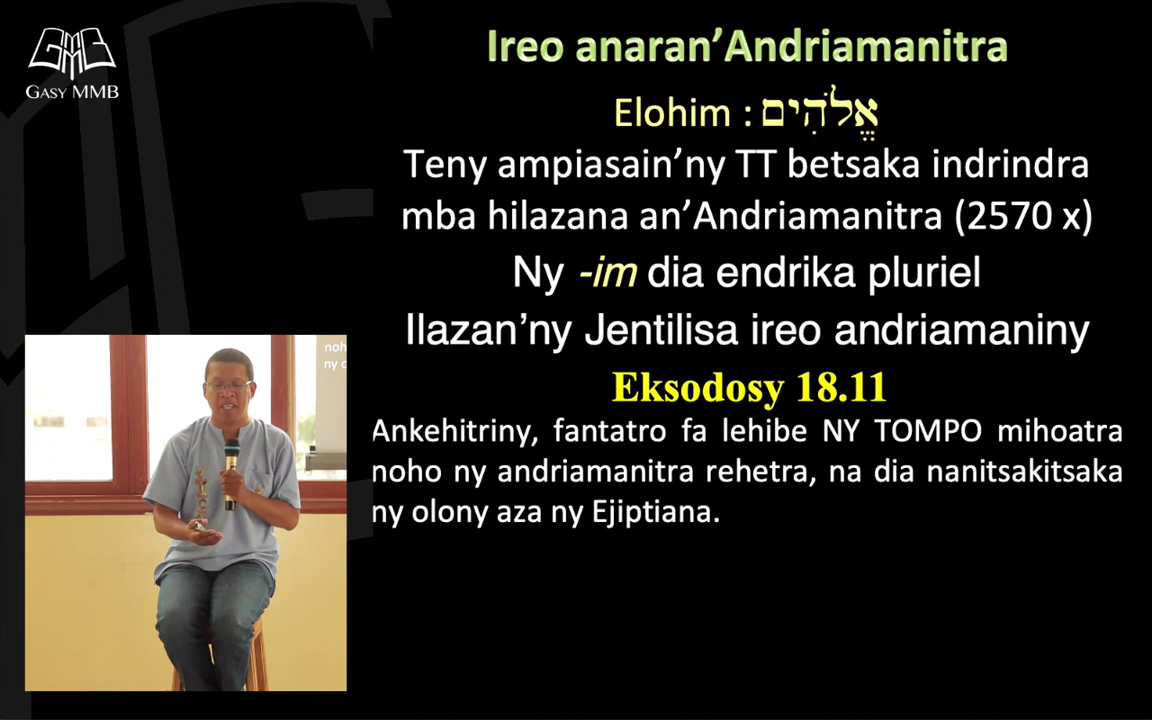 GASY MMB
Ireo anaran’Andriamanitra
Elohim : אֱלֹהִים
Teny ampiasain’ny TT betsaka indrindra
mba hilazana an’Andriamanitra (2570 x)
Ny -im dia endrika pluriel
Ilazan’ny Jentilisa ireo andriamaniny
Eksodosy 18.11
Ankehitriny, fantatro fa lehibe NY TOMPO mihoatra
noho ny andriamanitra rehetra, na dia nanitsakitsaka
ny olony aza ny Ejiptiana.
noh
ny o